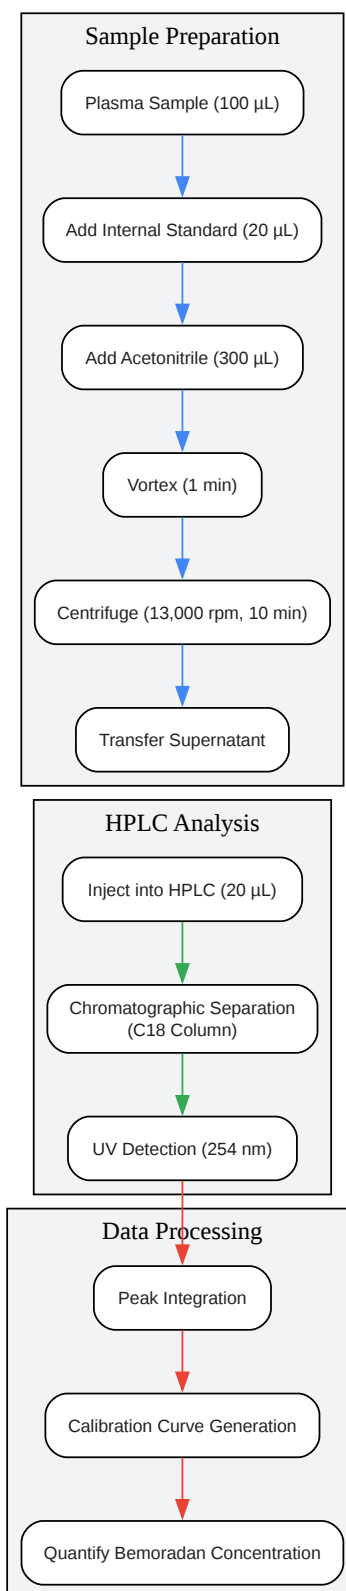 Sample Preparation
Plasma Sample (100 µL)
Add Internal Standard (20 µL)
Add Acetonitrile (300 µL)
Vortex (1 min)
Centrifuge (13,000 rpm, 10 min)
Transfer Supernatant
HPLC Analysis
Inject into HPLC (20 µL)
Chromatographic Separation
(C18 Column)
UV Detection (254 nm)
Data Processing
Peak Integration
Calibration Curve Generation
Quantify Bemoradan Concentration